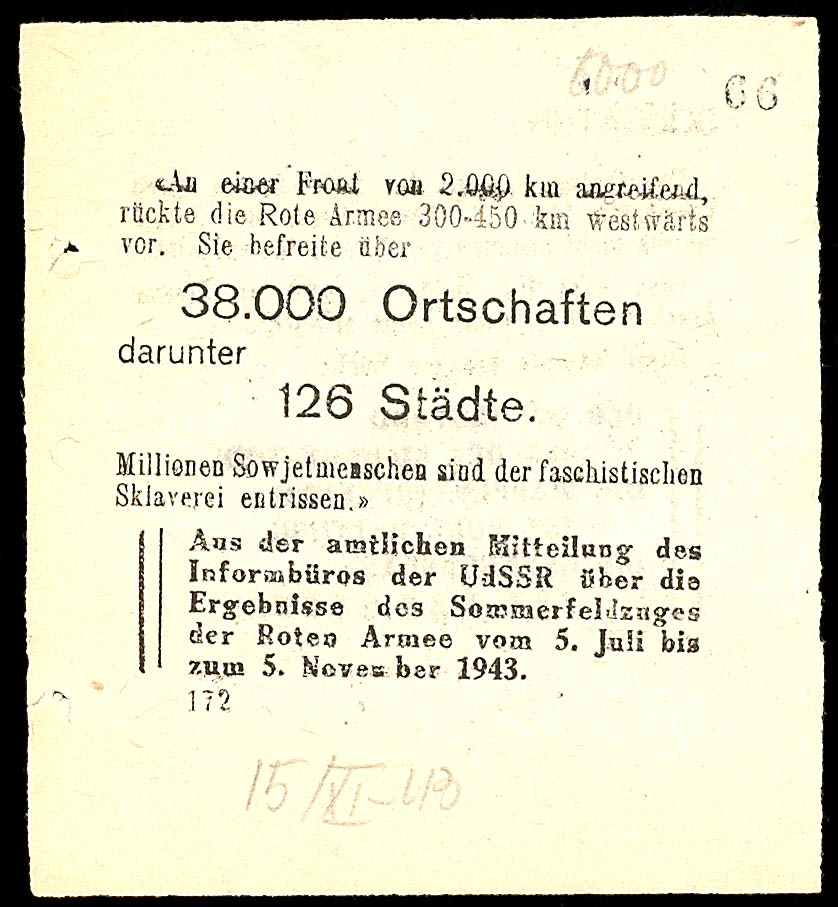 6000
66
«An einer Front von 2.000 km angreifend,
rückte die Rote Armee 300-450 km westwärts
vor. Sie befreite über
38.000 Ortschaften
darunter
126 Städte.
Millionen Sowjetmenschen sind der faschistischen
Sklaverei entrissen.»
Aus der amtlichen Mitteilung des
Informbüros der UdSSR über die
Ergebnisse des Sommerfeldzuges
der Roten Armee vom 5. Juli bis
zum 5. November 1943.
172
15/XI-43